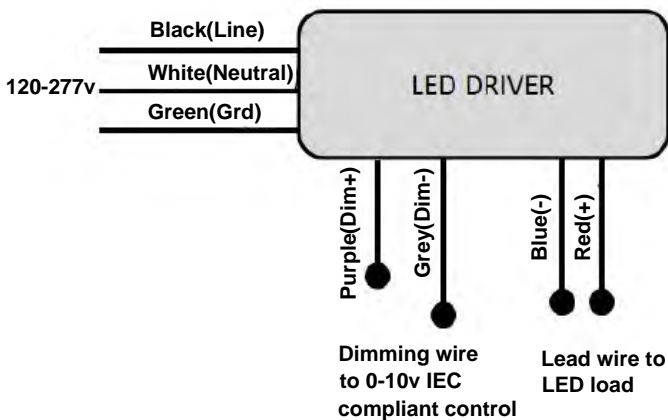 Black(Line)
120-277v
White(Neutral)
Green(Grd)
LED DRIVER
Purple(Dim+)
Grey(Dim-)
Blue(-)
Red(+)
Dimming wire
to 0-10v IEC
compliant control
Lead wire to
LED load